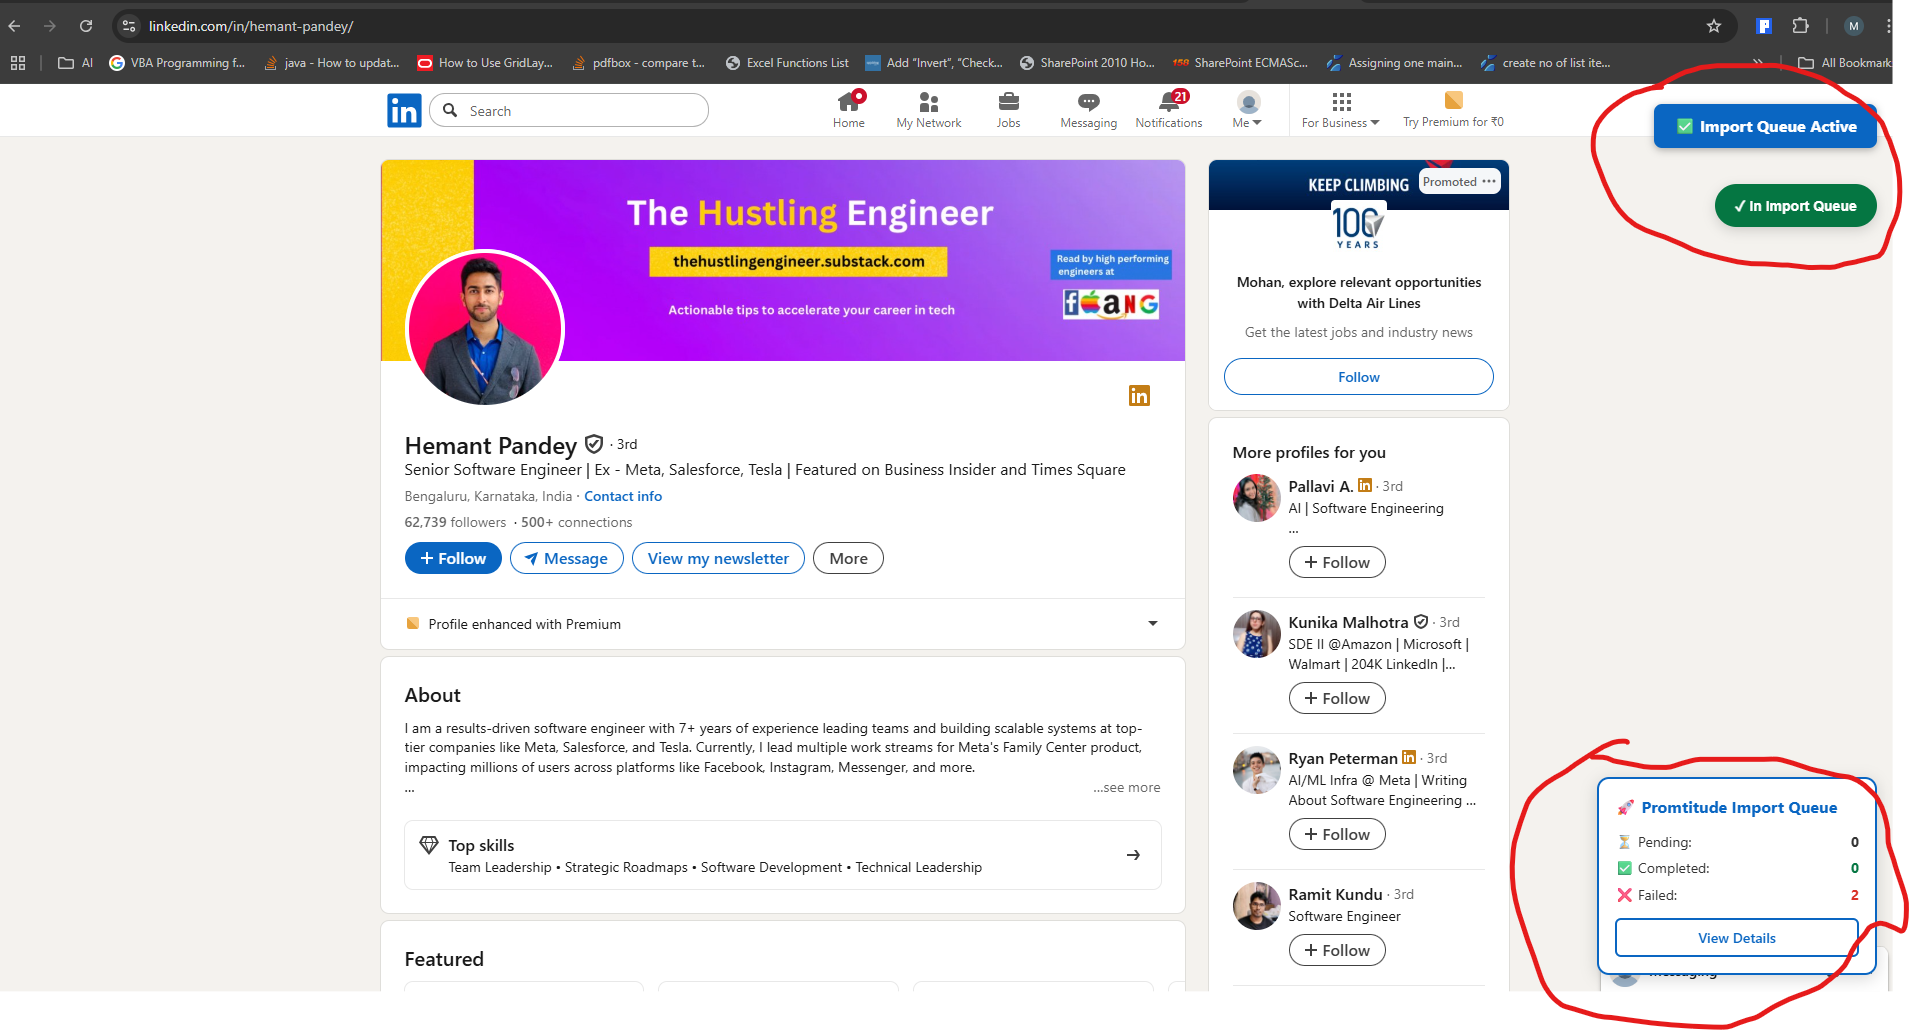 linkedin.com/in/hemant-pandey/
M
AI
VBA Programming f...
java - How to updat...
How to Use GridLay...
pdfbox - compare t...
Excel Functions List
Add "Invert", "Check...
SharePoint 2010 Ho...
SharePoint ECMASc...
Assigning one main...
create no of list ite...
»
All Bookmark
in
Search
Home
My Network
Jobs
Messaging
21
Notifications
Me
For Business
Try Premium for ₹0
✅ Import Queue Active
✓ In Import Queue
The Hustling Engineer
thehustlingengineer.substack.com
Actionable tips to accelerate your career in tech
Read by high performing
engineers at
KEEP CLIMBING
Promoted ...
100
YEARS
Mohan, explore relevant opportunities
with Delta Air Lines
Get the latest jobs and industry news
Follow
in
Hemant Pandey · 3rd
Senior Software Engineer | Ex - Meta, Salesforce, Tesla | Featured on Business Insider and Times Square
Bengaluru, Karnataka, India · Contact info
62,739 followers · 500+ connections
+ Follow
Message
View my newsletter
More
Profile enhanced with Premium
About
I am a results-driven software engineer with 7+ years of experience leading teams and building scalable systems at top-
tier companies like Meta, Salesforce, and Tesla. Currently, I lead multiple work streams for Meta's Family Center product,
impacting millions of users across platforms like Facebook, Instagram, Messenger, and more.
...
...see more
Top skills
Team Leadership • Strategic Roadmaps • Software Development • Technical Leadership
Featured
More profiles for you
Pallavi A. in · 3rd
AI | Software Engineering
...
+ Follow
Kunika Malhotra · 3rd
SDE II @Amazon | Microsoft |
Walmart | 204K LinkedIn |...
+ Follow
Ryan Peterman in · 3rd
AI/ML Infra @ Meta | Writing
About Software Engineering ...
+ Follow
Ramit Kundu · 3rd
Software Engineer
+ Follow
🚀 Promtitude Import Queue
⏳ Pending: 0
✅ Completed: 0
❌ Failed: 2
View Details